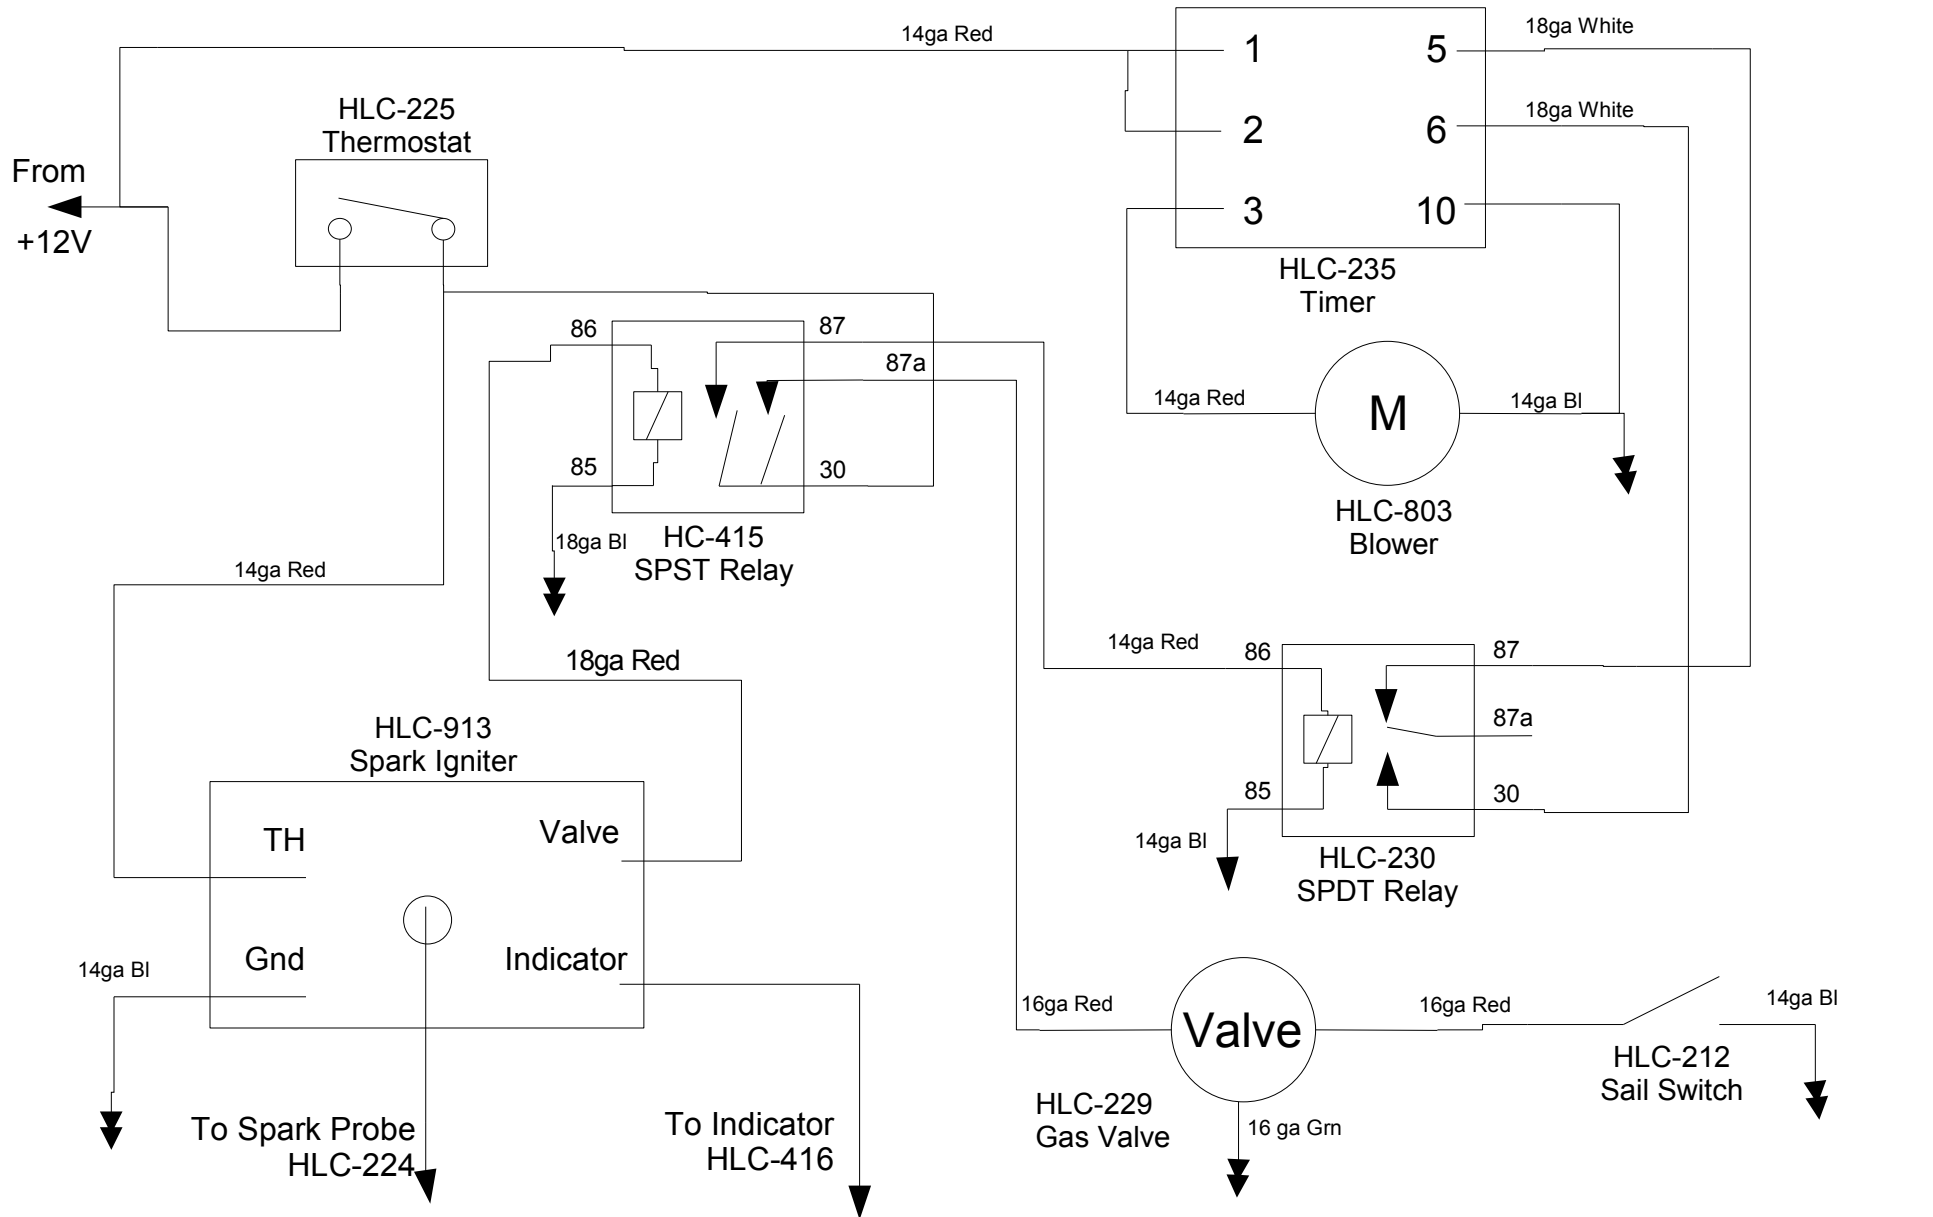 14ga Red
1
5
18ga White
2
6
18ga White
3
10
HLC-235
Timer
HLC-225
Thermostat
From
+12V
86
87
87a
85
30
18ga Bl
HC-415
SPST Relay
14ga Red
M
14ga Bl
HLC-803
Blower
14ga Red
18ga Red
14ga Red
86
87
87a
85
30
14ga Bl
HLC-230
SPDT Relay
HLC-913
Spark Igniter
TH
Valve
Gnd
Indicator
14ga Bl
To Spark Probe
HLC-224
To Indicator
HLC-416
16ga Red
Valve
16ga Red
14ga Bl
HLC-212
Sail Switch
HLC-229
Gas Valve
16 ga Grn